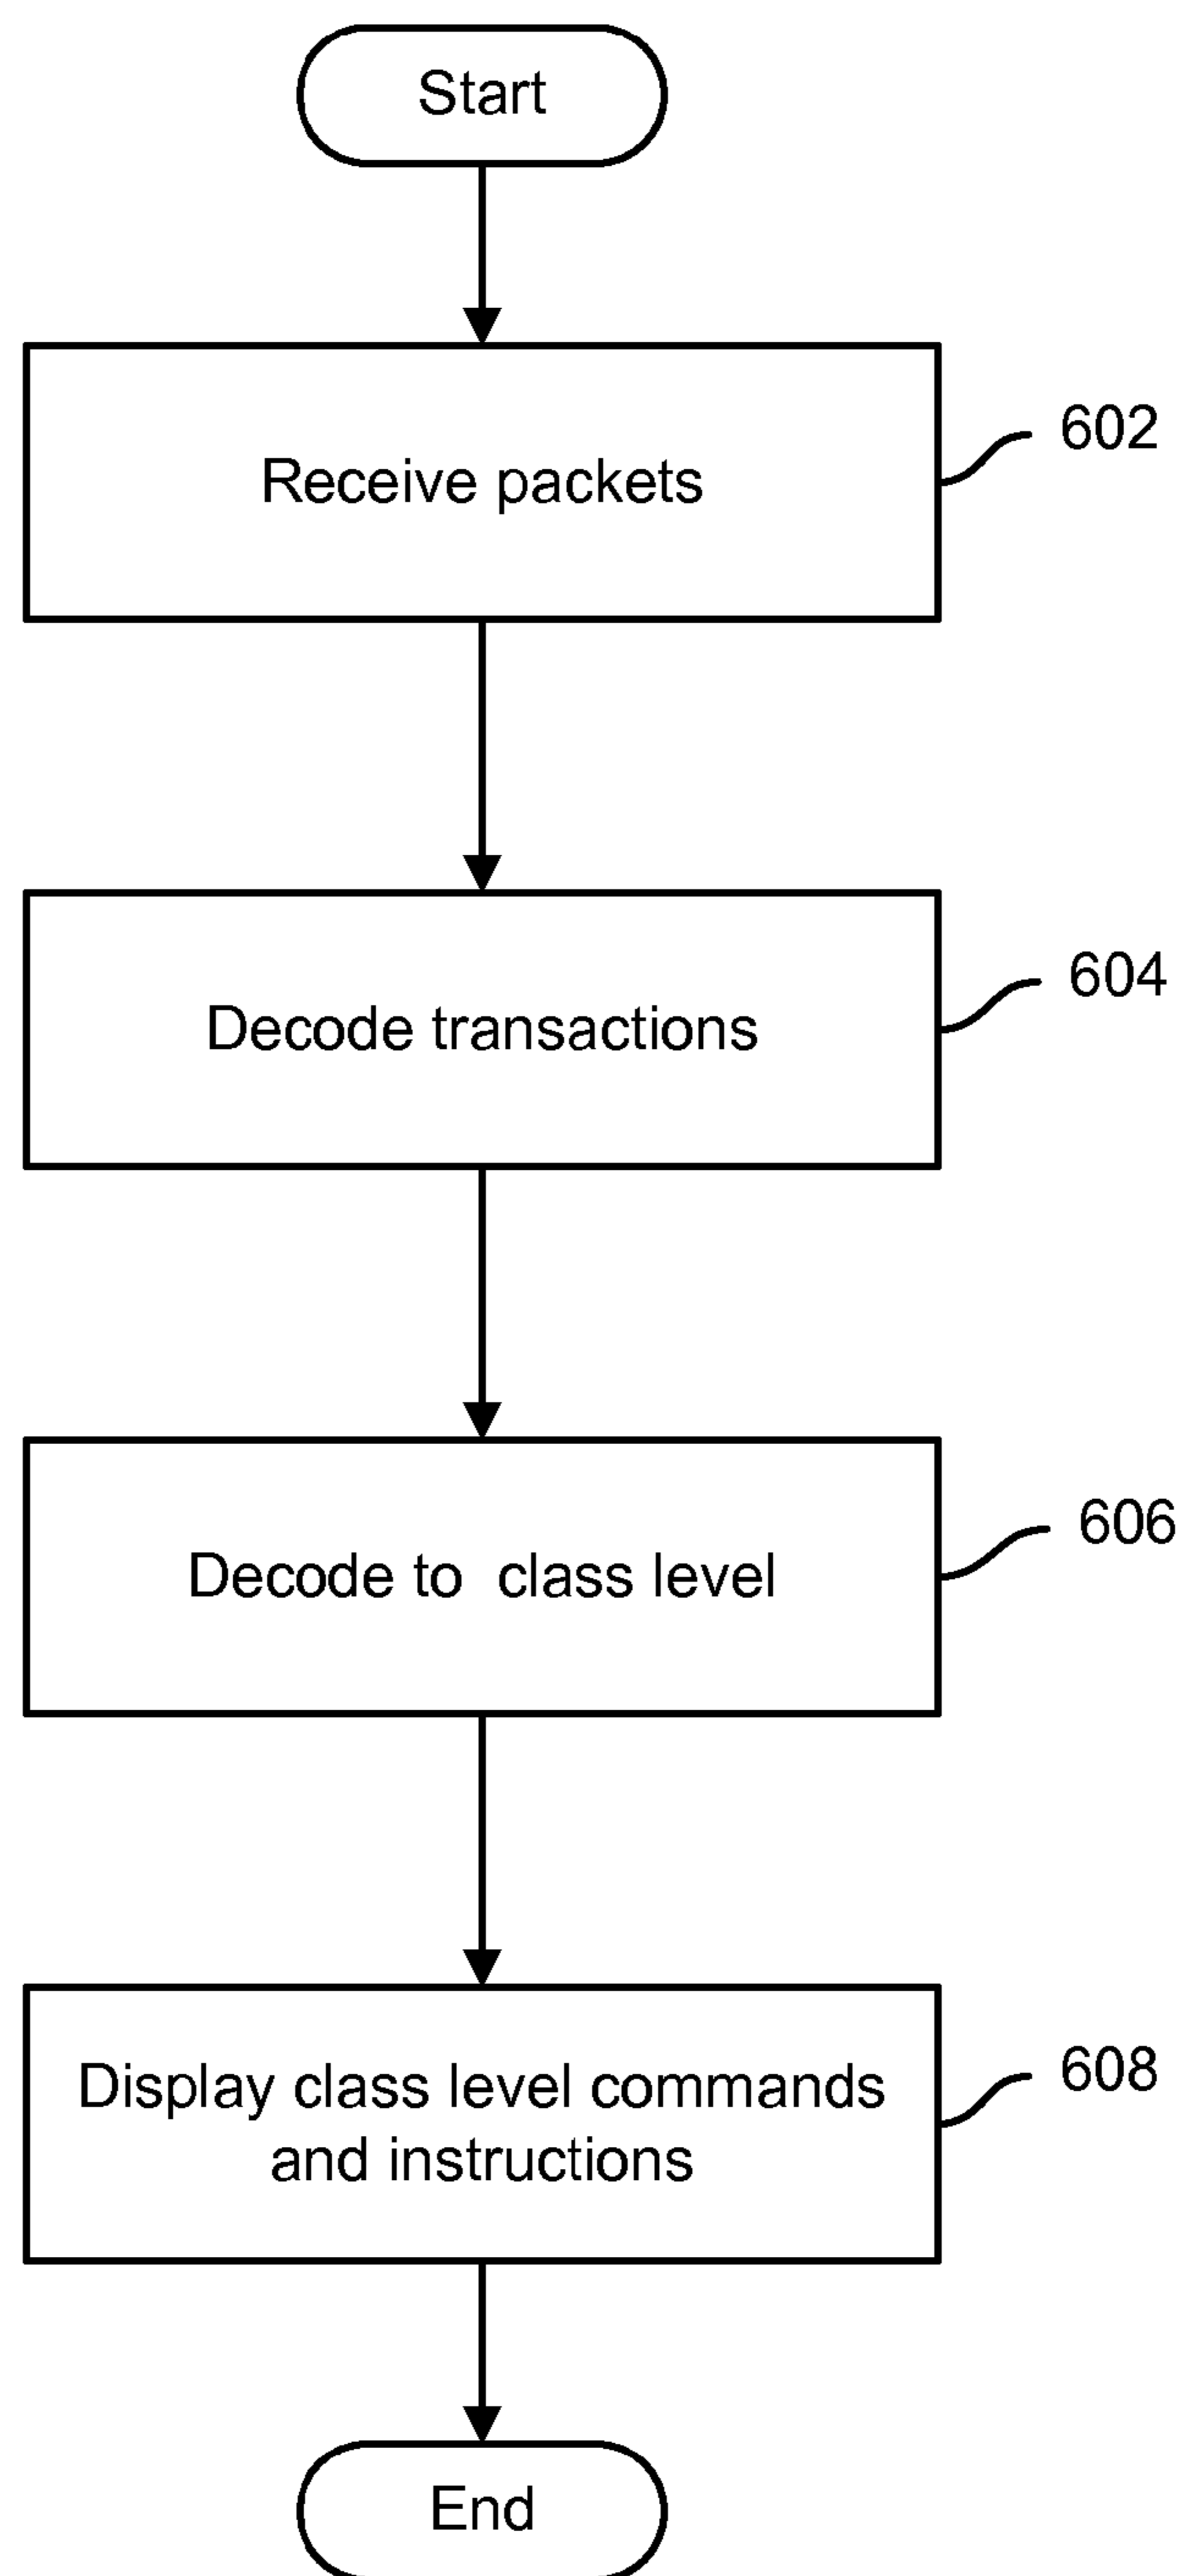 Start
Receive packets
602
Decode transactions
604
Decode to  class level
606
Display class level commands
and instructions
608
End